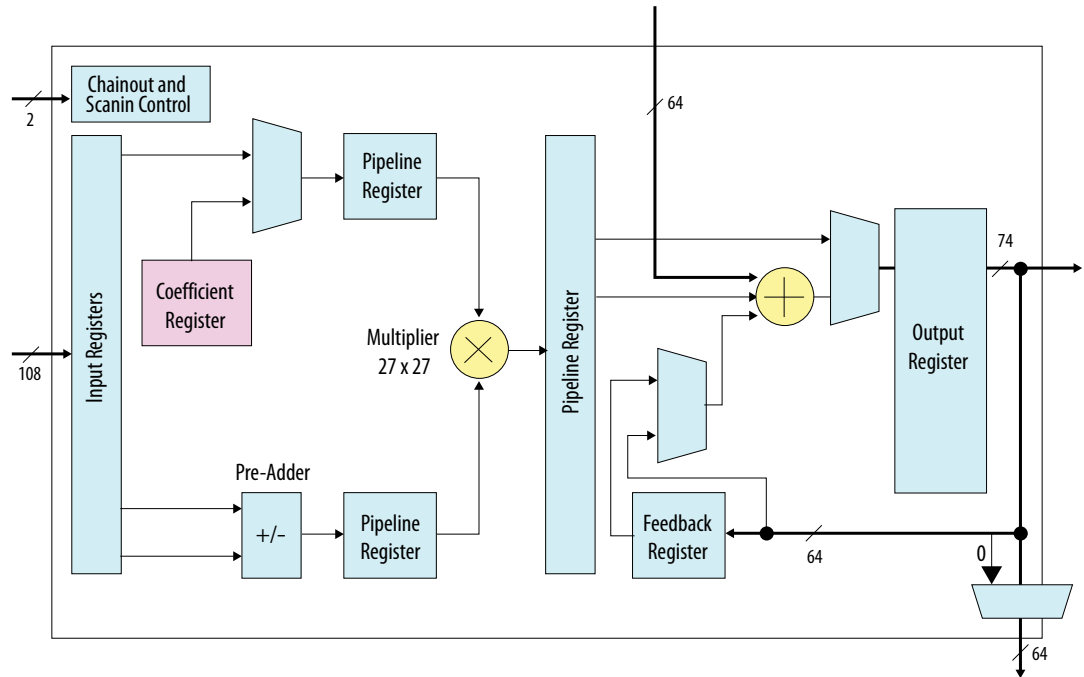 64
Chainout and
Scanin Control
2
Pipeline
Register
74
Coefficient
Register
Input Registers
Multiplier
27 x 27
Pipeline Register
Output
Register
108
Pre-Adder
+/-
Pipeline
Register
Feedback
Register
64
0
64